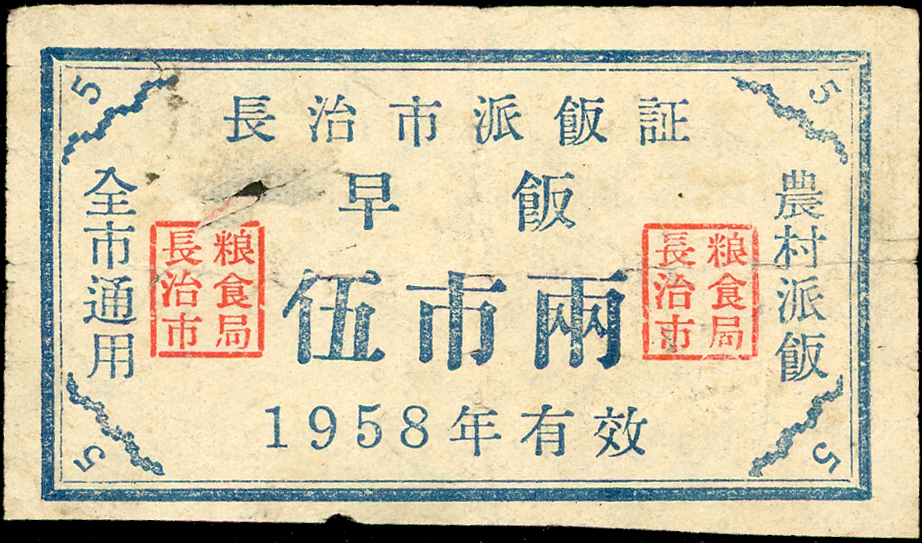 長治市派飯証
早飯
伍市兩
1958年有效
農村派飯
全市通用
長治市
粮食局
長治市
粮食局
5
5
5
5